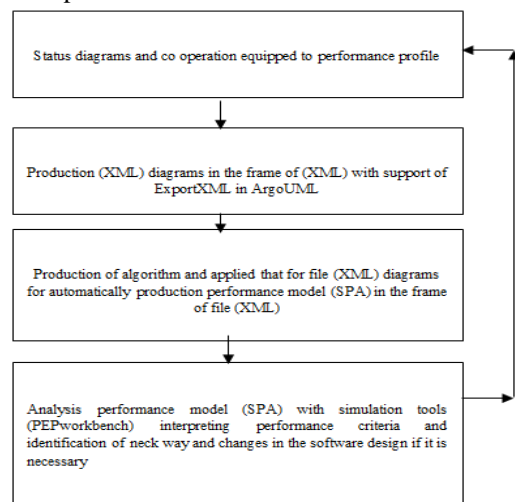 Status diagrams and co operation equipped to performance profile
Production (XML) diagrams in the frame of (XML) with support of
ExportXML in ArgoUML
Production of algorithm and applied that for file (XML) diagrams
for automatically production performance model (SPA) in the frame
of file (XML)
Analysis performance model (SPA) with simulation tools
(PEPworkbench) interpreting performance criteria and
identification of neck way and changes in the software design if it is
necessary